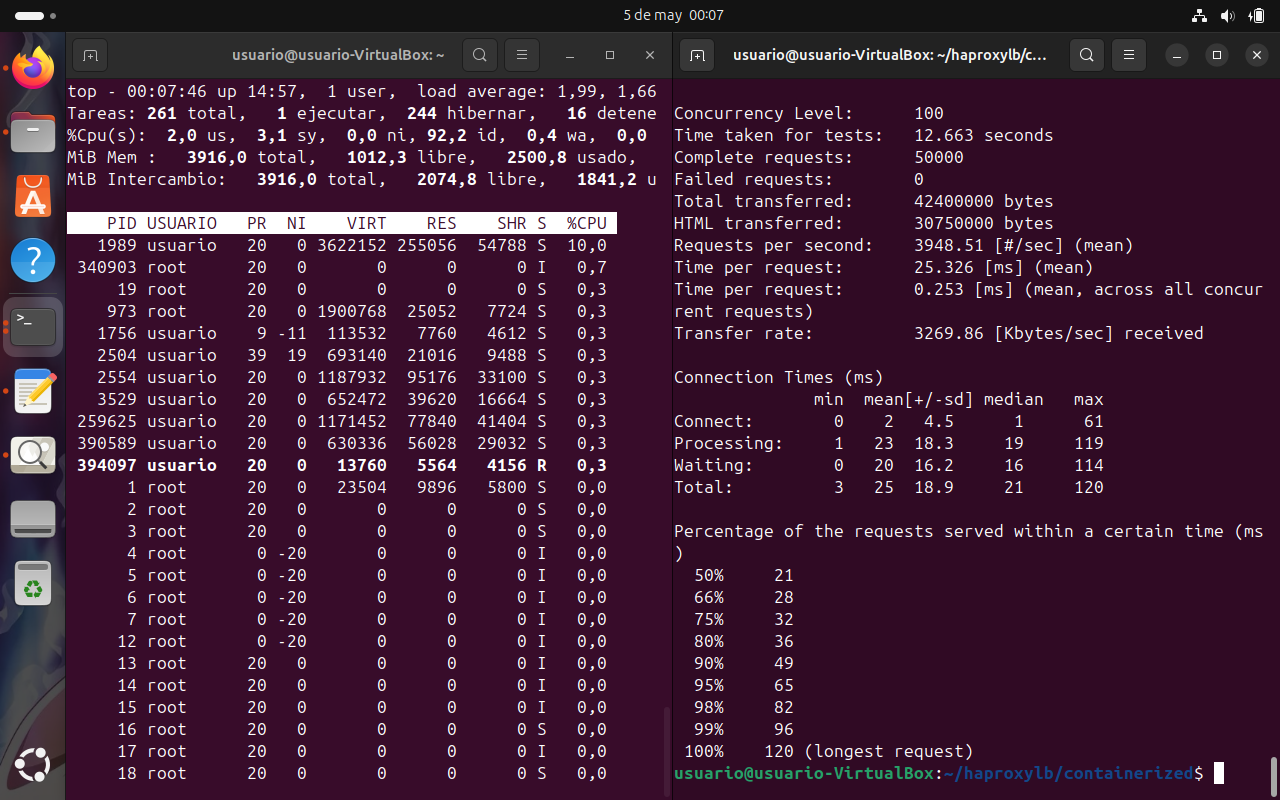 5 de may 00:07
usuario@usuario-VirtualBox: ~
top - 00:07:46 up 14:57,  1 user,  load average: 1,99, 1,66
Tareas: 261 total,   1 ejecutar, 244 hibernar,   16 detene
%Cpu(s):  2,0 us,  3,1 sy,  0,0 ni, 92,2 id,  0,4 wa,  0,0
MiB Mem :   3916,0 total,   1012,3 libre,   2500,8 usado,
MiB Intercambio:   3916,0 total,   2074,8 libre,   1841,2 u
PID USUARIO   PR  NI    VIRT    RES    SHR S  %CPU
1989 usuario   20   0 3622152 255056  54788 S  10,0
340903 root      20   0       0      0      0 I   0,7
19 root      20   0       0      0      0 S   0,3
973 root      20   0 1900768  25052   7724 S   0,3
1756 usuario    9 -11  113532   7760   4612 S   0,3
2504 usuario   39  19  693140  21016   9488 S   0,3
2554 usuario   20   0 1187932  95176  33100 S   0,3
3529 usuario   20   0  652472  39620  16664 S   0,3
259625 usuario   20   0 1171452  77840  41404 S   0,3
390589 usuario   20   0  630336  56028  29032 S   0,3
394097 usuario   20   0   13760   5564   4156 R   0,3
1 root      20   0   23504   9896   5800 S   0,0
2 root      20   0       0      0      0 S   0,0
3 root      20   0       0      0      0 S   0,0
4 root       0 -20       0      0      0 I   0,0
5 root       0 -20       0      0      0 I   0,0
6 root       0 -20       0      0      0 I   0,0
7 root       0 -20       0      0      0 I   0,0
12 root       0 -20       0      0      0 I   0,0
13 root      20   0       0      0      0 I   0,0
14 root      20   0       0      0      0 I   0,0
15 root      20   0       0      0      0 I   0,0
16 root      20   0       0      0      0 S   0,0
17 root      20   0       0      0      0 I   0,0
18 root      20   0       0      0      0 S   0,0
usuario@usuario-VirtualBox: ~/haproxylb/c...
Concurrency Level:      100
Time taken for tests:   12.663 seconds
Complete requests:      50000
Failed requests:        0
Total transferred:      42400000 bytes
HTML transferred:       30750000 bytes
Requests per second:    3948.51 [#/sec] (mean)
Time per request:       25.326 [ms] (mean)
Time per request:       0.253 [ms] (mean, across all concur
rent requests)
Transfer rate:          3269.86 [Kbytes/sec] received
Connection Times (ms)
min  mean[+/-sd] median   max
Connect:        0    2   4.5      1      61
Processing:     1   23  18.3     19     119
Waiting:        0   20  16.2     16     114
Total:          3   25  18.9     21     120
Percentage of the requests served within a certain time (ms
)
50%     21
66%     28
75%     32
80%     36
90%     49
95%     65
98%     82
99%     96
100%    120 (longest request)
usuario@usuario-VirtualBox:~/haproxylb/containerized$